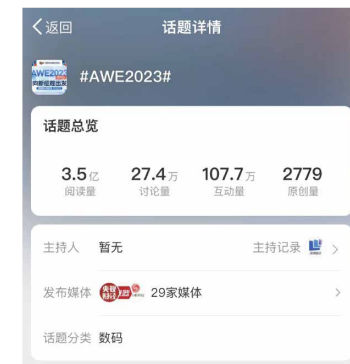 返回 话题详情
#AWE2023#
话题总览
3.5亿 27.4万 107.7万 2779
阅读量 讨论量 互动量 原创量
主持人 暂无 主持记录
发布媒体 29家媒体
话题分类 数码